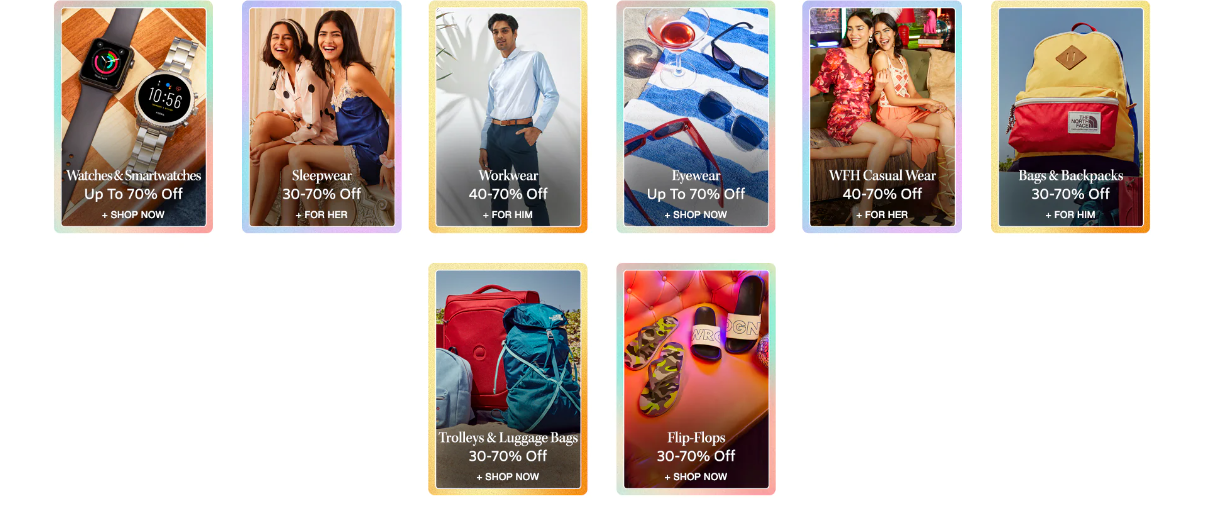 10:56
Watches & Smartwatches
Up To 70% Off
+ SHOP NOW
Sleepwear
30-70% Off
+ FOR HER
Workwear
40-70% Off
+ FOR HIM
Eyewear
Up To 70% Off
+ SHOP NOW
WFH Casual Wear
40-70% Off
+ FOR HER
THE
NORTH
FACE
Bags & Backpacks
30-70% Off
+ FOR HIM
Trolleys & Luggage Bags
30-70% Off
+ SHOP NOW
WRO
OGN
Flip-Flops
30-70% Off
+ SHOP NOW